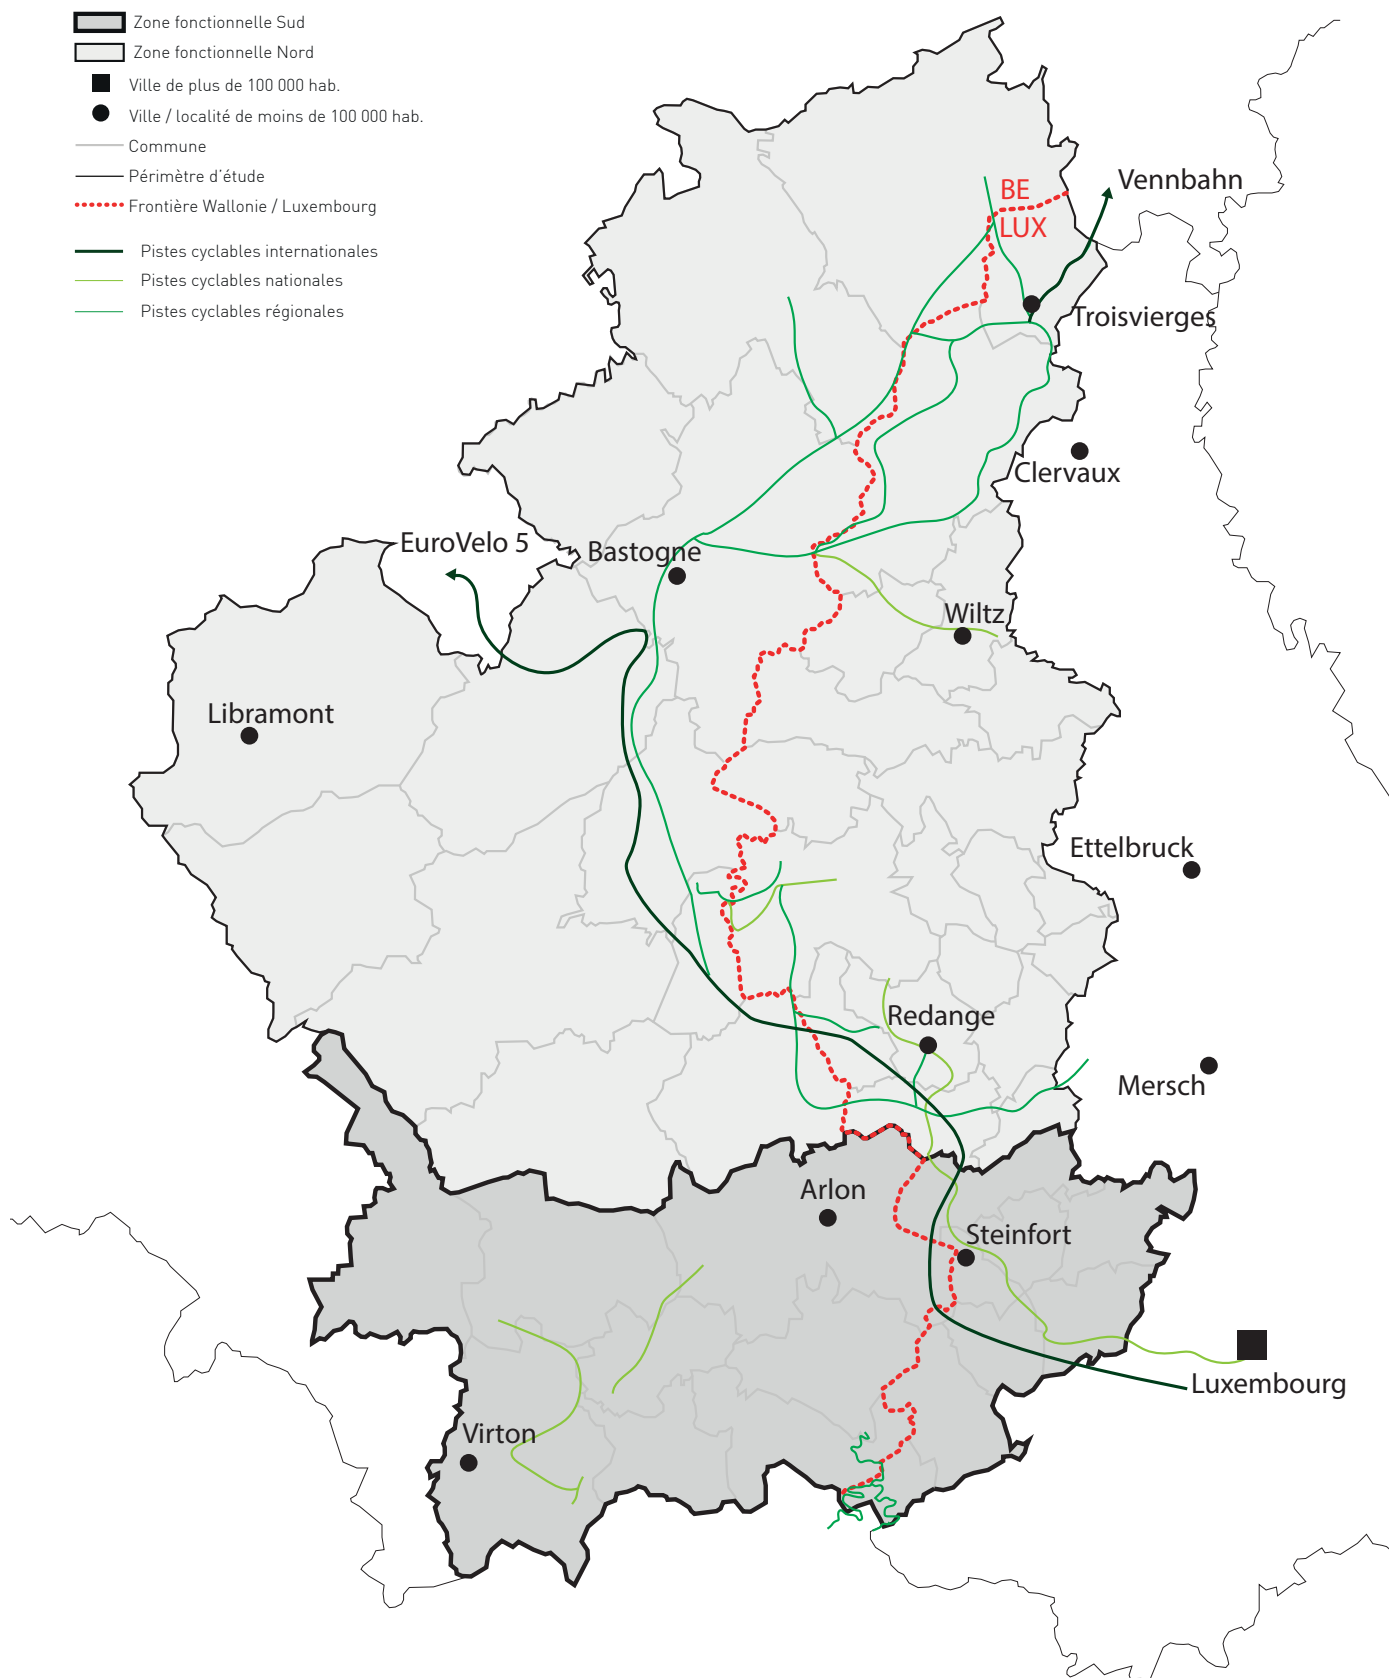 Zone fonctionnelle Sud
Zone fonctionnelle Nord
Ville de plus de 100 000 hab.
Ville / localité de moins de 100 000 hab.
Commune
Périmètre d'étude
Frontière Wallonie / Luxembourg
Pistes cyclables internationales
Pistes cyclables nationales
Pistes cyclables régionales
BE
LUX
Vennbahn
Troisvierges
Clervaux
EuroVelo 5
Bastogne
Wiltz
Libramont
Ettelbruck
Redange
Mersch
Arlon
Steinfort
Luxembourg
Virton